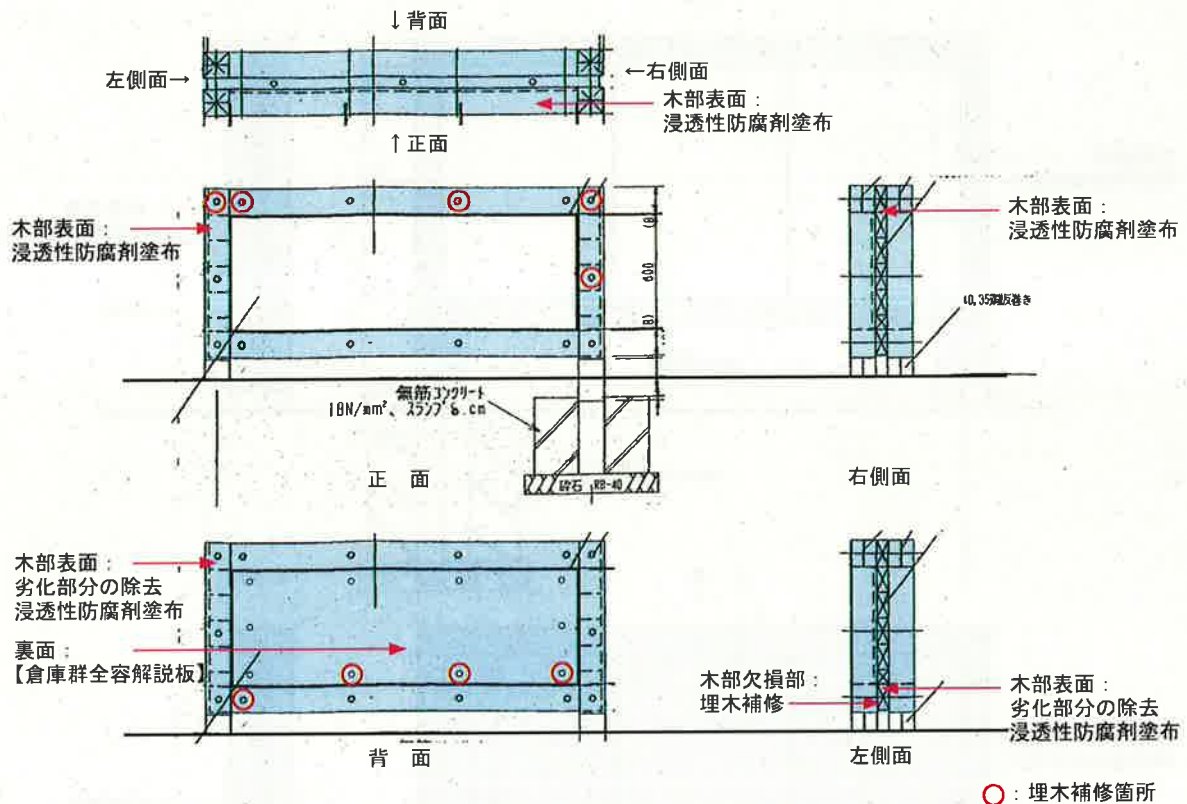 ↓背面
左側面→
←右側面
木部表面：
浸透性防腐剤塗布
↑正面
木部表面：
浸透性防腐剤塗布
木部表面：
浸透性防腐剤塗布
600
無筋コンクリート
18N/mm²、スランプ8.cm
砕石 RB-40
正 面
右側面
木部表面：
劣化部分の除去
浸透性防腐剤塗布
裏面：
【倉庫群全容解説板】
木部欠損部：
埋木補修
木部表面：
劣化部分の除去
浸透性防腐剤塗布
背 面
左側面
○：埋木補修箇所